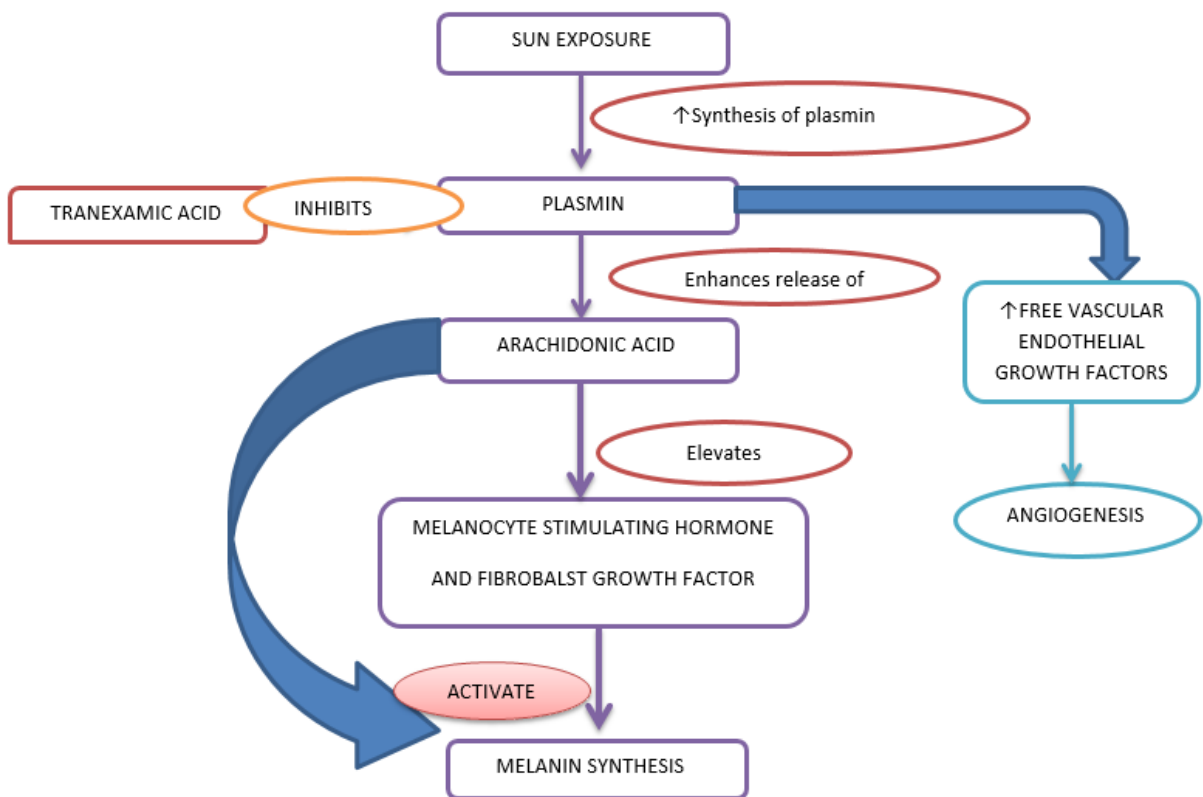 SUN EXPOSURE
↑Synthesis of plasmin
TRANEXAMIC ACID
INHIBITS
PLASMIN
Enhances release of
↑FREE VASCULAR
ENDOTHELIAL
GROWTH FACTORS
ARACHIDONIC ACID
Elevates
MELANOCYTE STIMULATING HORMONE
AND FIBROBALST GROWTH FACTOR
ANGIOGENESIS
ACTIVATE
MELANIN SYNTHESIS